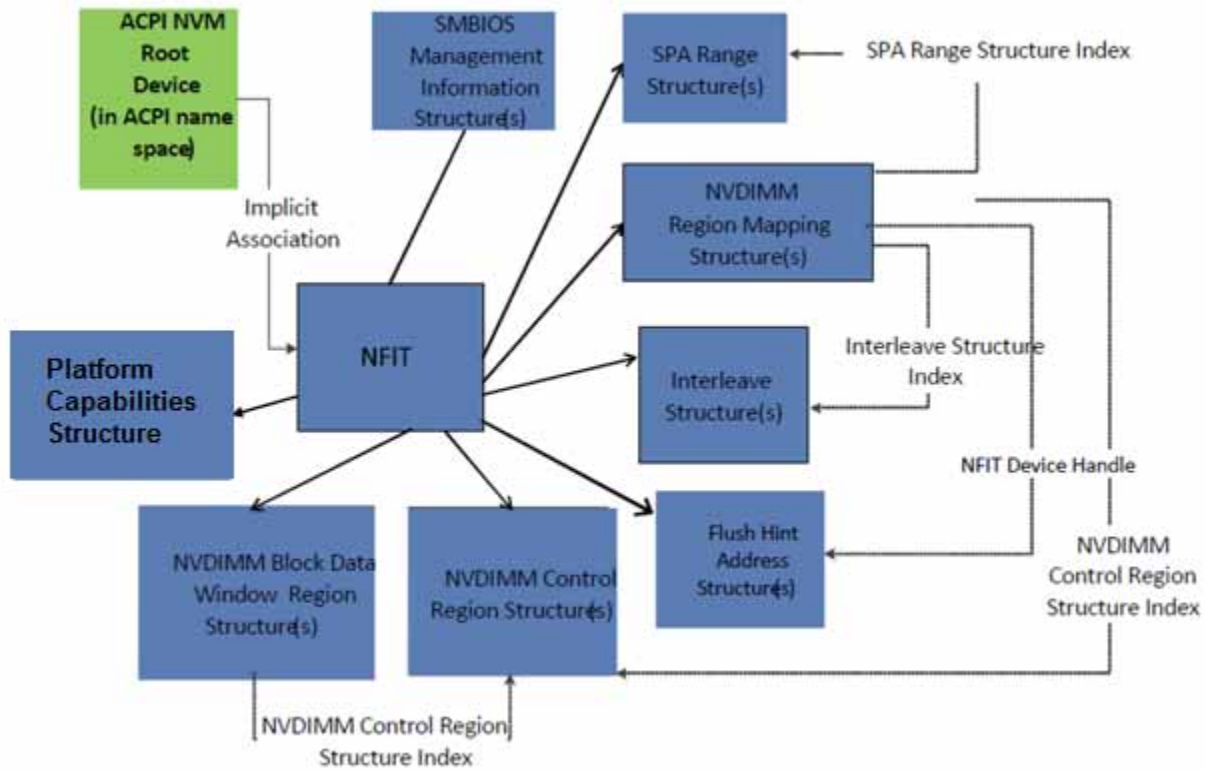 ACPI NVM
Root
Device
(in ACPI name
space)
SMBIOS
Management
Information
Structure(s)
SPA Range
Structure(s)
SPA Range Structure Index
Implicit
Association
NVDIMM
Region Mapping
Structure(s)
NFIT
Platform
Capabilities
Structure
Interleave
Structure(s)
Interleave Structure
Index
NFIT Device Handle
NVDIMM Block Data
Window Region
Structure(s)
NVDIMM Control
Region Structure(s)
Flush Hint
Address
Structure(s)
NVDIMM
Control Region
Structure Index
NVDIMM Control Region
Structure Index